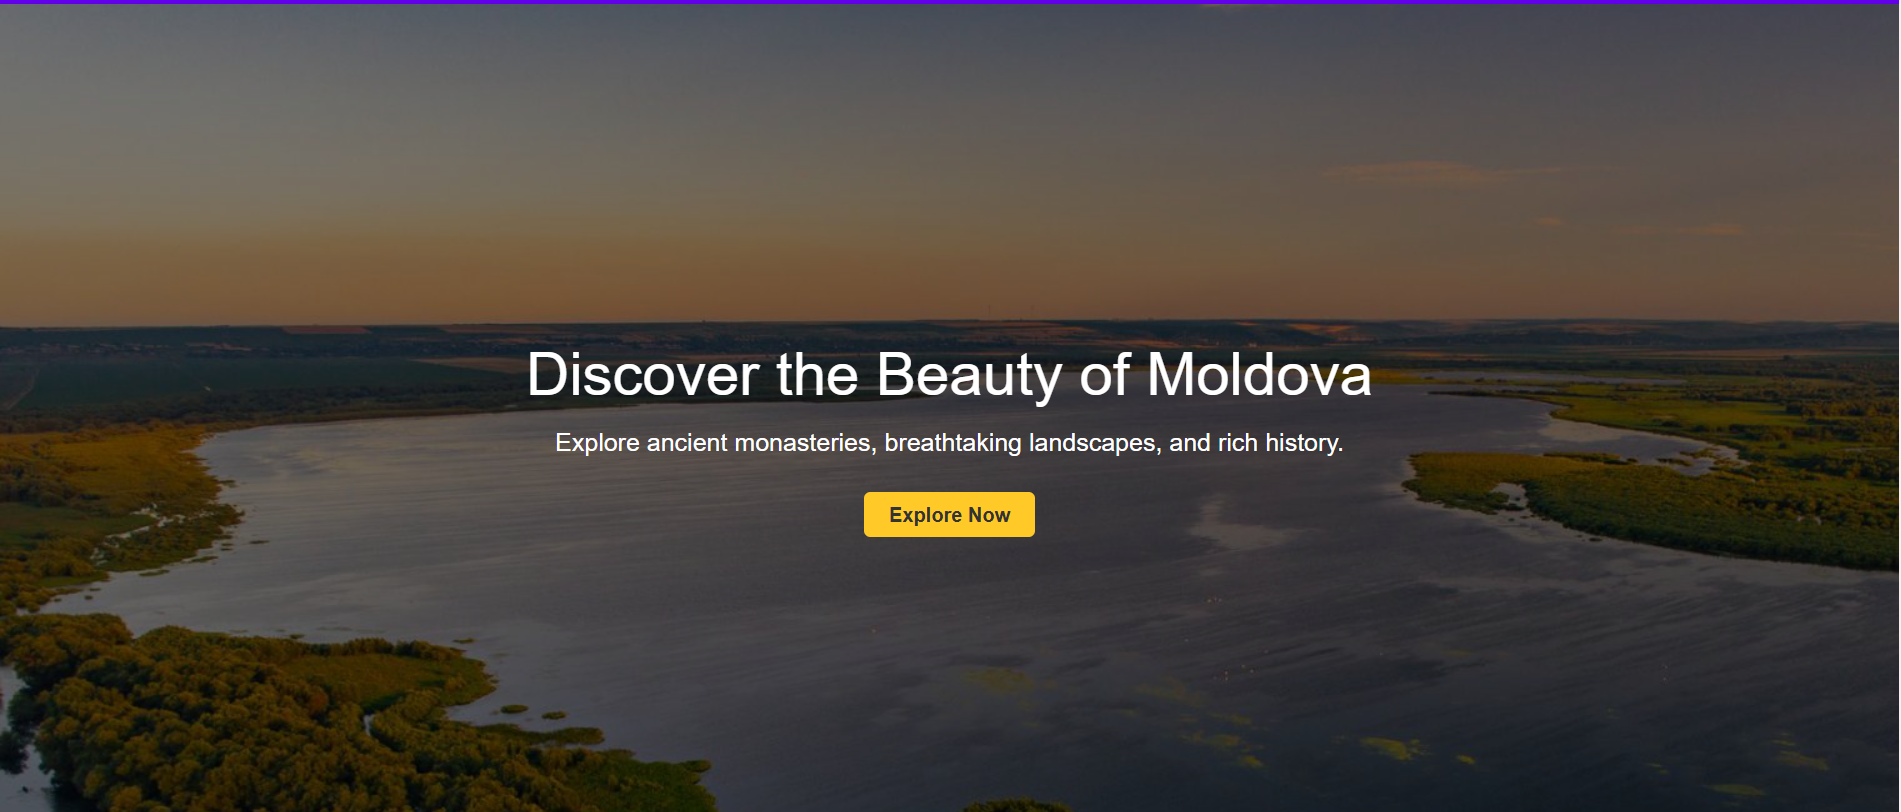 Discover the Beauty of Moldova
Explore ancient monasteries, breathtaking landscapes, and rich history.
Explore Now